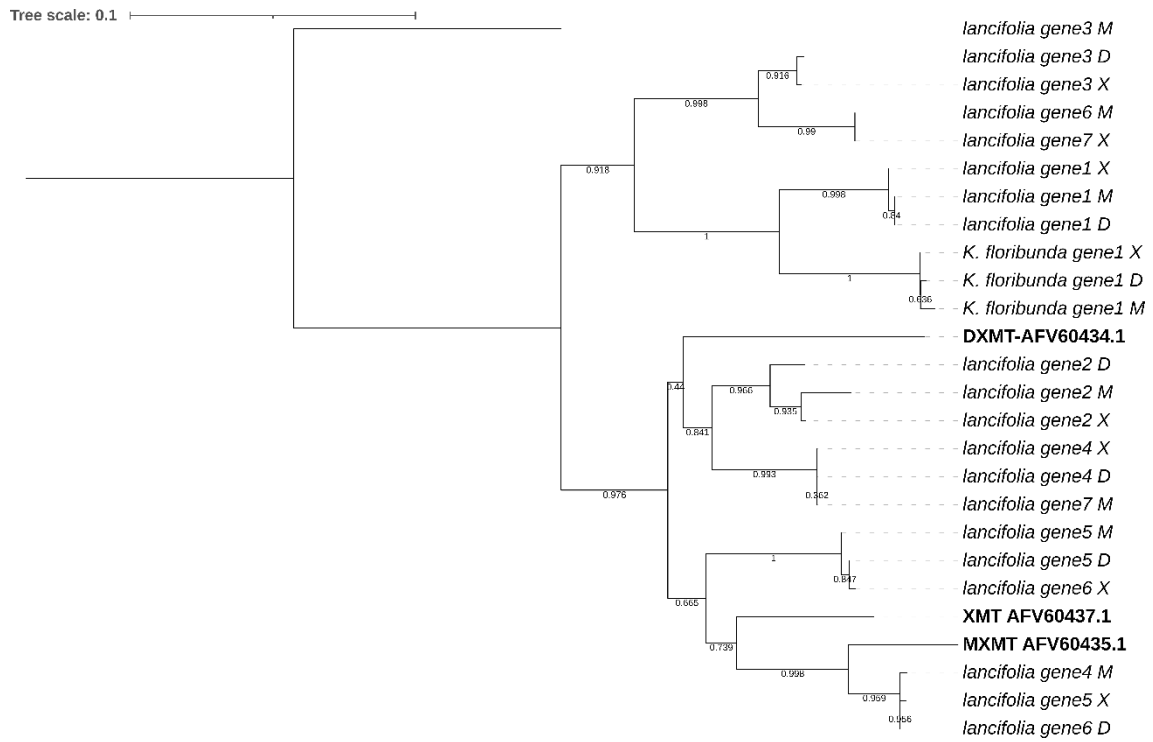 Tree scale: 0.1
lancifolia gene3 M
lancifolia gene3 D
0.916
lancifolia gene3 X
0.998
lancifolia gene6 M
0.99
lancifolia gene7 X
0.918
lancifolia gene1 X
0.998
lancifolia gene1 M
0.84
lancifolia gene1 D
1
K. floribunda gene1 X
1
K. floribunda gene1 D
0.636
K. floribunda gene1 M
DXMT-AFV60434.1
lancifolia gene2 D
0.44
0.966
lancifolia gene2 M
0.935
lancifolia gene2 X
0.841
lancifolia gene4 X
0.993
lancifolia gene4 D
0.976
0.362
lancifolia gene7 M
lancifolia gene5 M
1
lancifolia gene5 D
0.847
lancifolia gene6 X
0.665
XMT AFV60437.1
0.739
MXMT AFV60435.1
0.998
lancifolia gene4 M
0.969
lancifolia gene5 X
lancifolia gene6 D